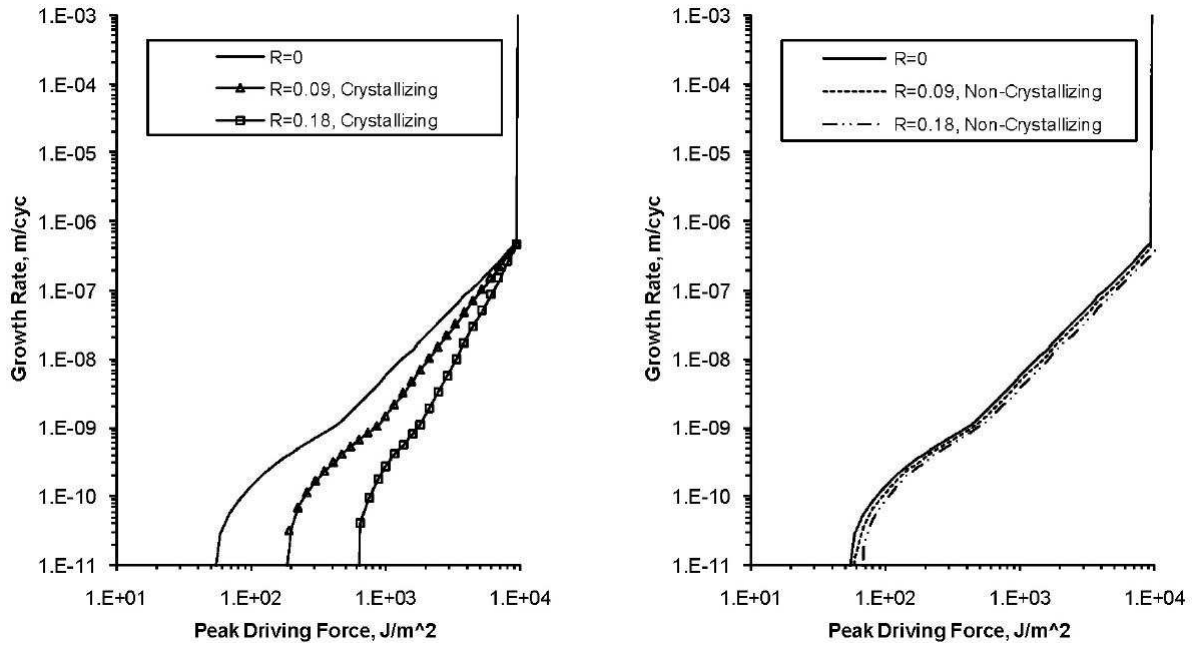 1.E-03
1.E-04
1.E-05
1.E-06
1.E-07
1.E-08
1.E-09
1.E-10
1.E-11
Growth Rate, m/cyc
R=0
R=0.09, Crystallizing
R=0.18, Crystallizing
1.E+01 1.E+02 1.E+03 1.E+04
Peak Driving Force, J/m^2
1.E-03
1.E-04
1.E-05
1.E-06
1.E-07
1.E-08
1.E-09
1.E-10
1.E-11
Growth Rate, m/cyc
R=0
R=0.09, Non-Crystallizing
R=0.18, Non-Crystallizing
1.E+01 1.E+02 1.E+03 1.E+04
Peak Driving Force, J/m^2